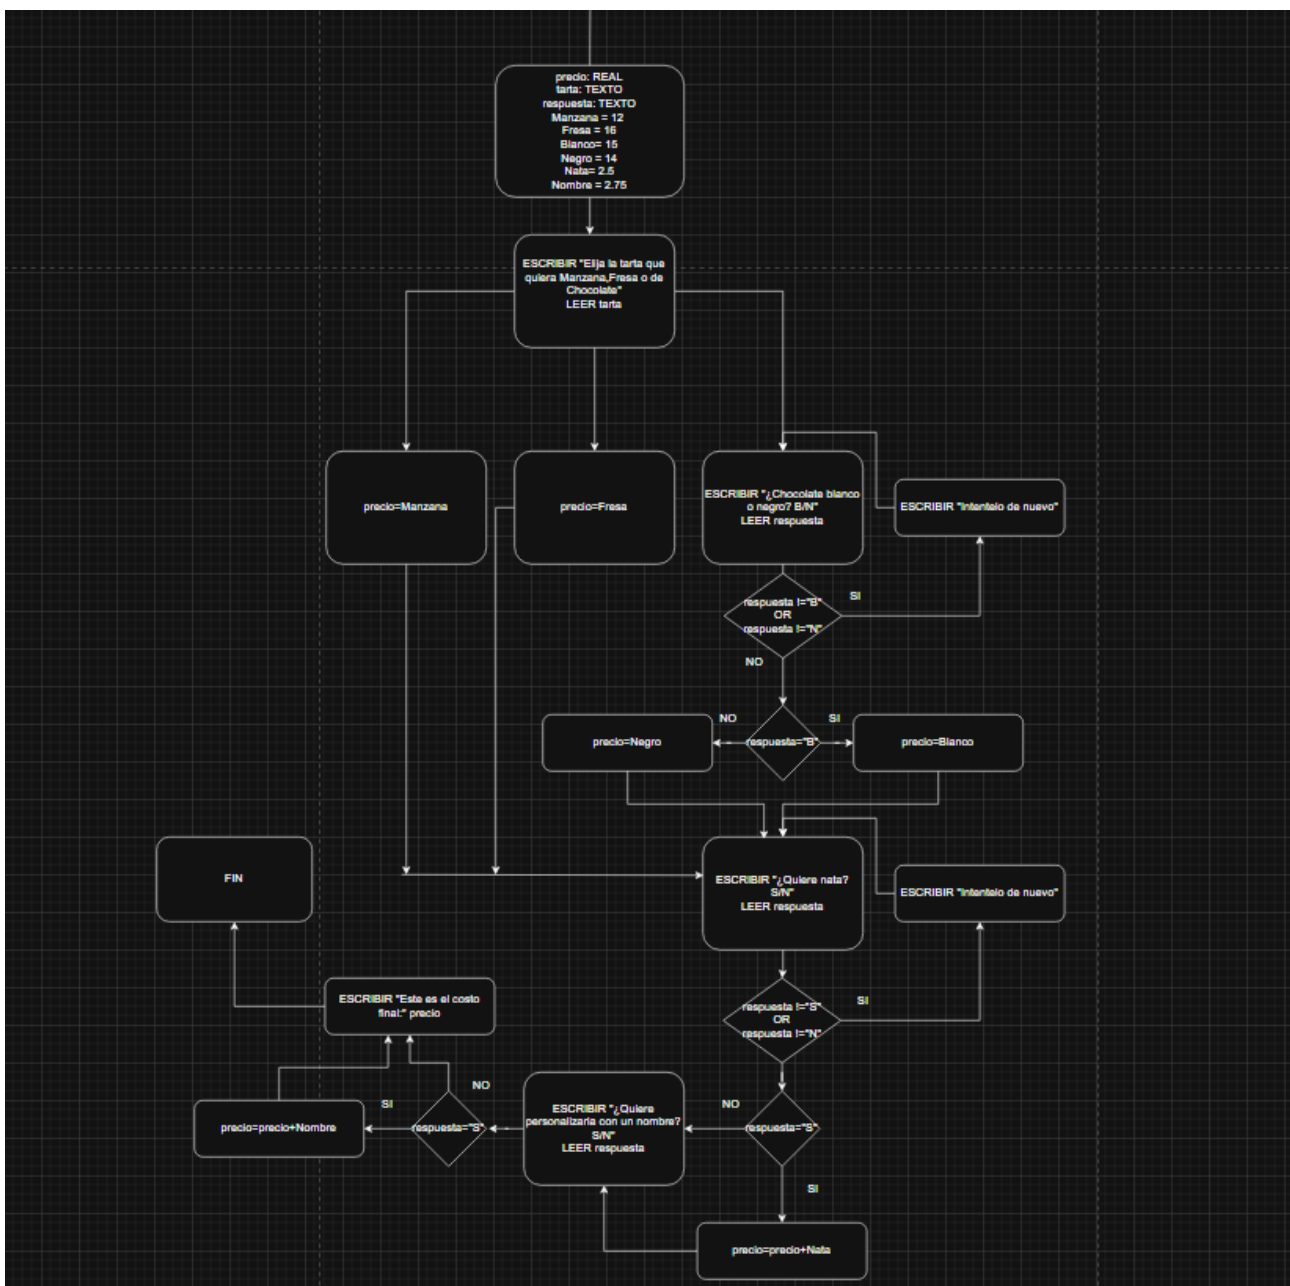 precio: REAL
tarta: TEXTO
respuesta: TEXTO
Manzana = 12
Fresa = 16
Blanco= 15
Negro = 14
Nata= 2.5
Nombre = 2.75
ESCRIBIR "Elija la tarta que
quiera Manzana,Fresa o de
Chocolate"
LEER tarta
precio=Manzana
precio=Fresa
ESCRIBIR "¿Chocolate blanco
o negro? B/N"
LEER respuesta
ESCRIBIR "Intentelo de nuevo"
respuesta !="B"
OR
respuesta !="N"
SI
NO
precio=Negro
NO
respuesta="B"
SI
precio=Blanco
FIN
ESCRIBIR "¿Quiere nata?
S/N"
LEER respuesta
ESCRIBIR "Intentelo de nuevo"
ESCRIBIR "Este es el costo
final:" precio
respuesta !="S"
OR
respuesta !="N"
SI
precio=precio+Nombre
SI
respuesta="S"
NO
ESCRIBIR "¿Quiere
personalizarla con un nombre?
S/N"
LEER respuesta
NO
respuesta="S"
SI
precio=precio+Nata